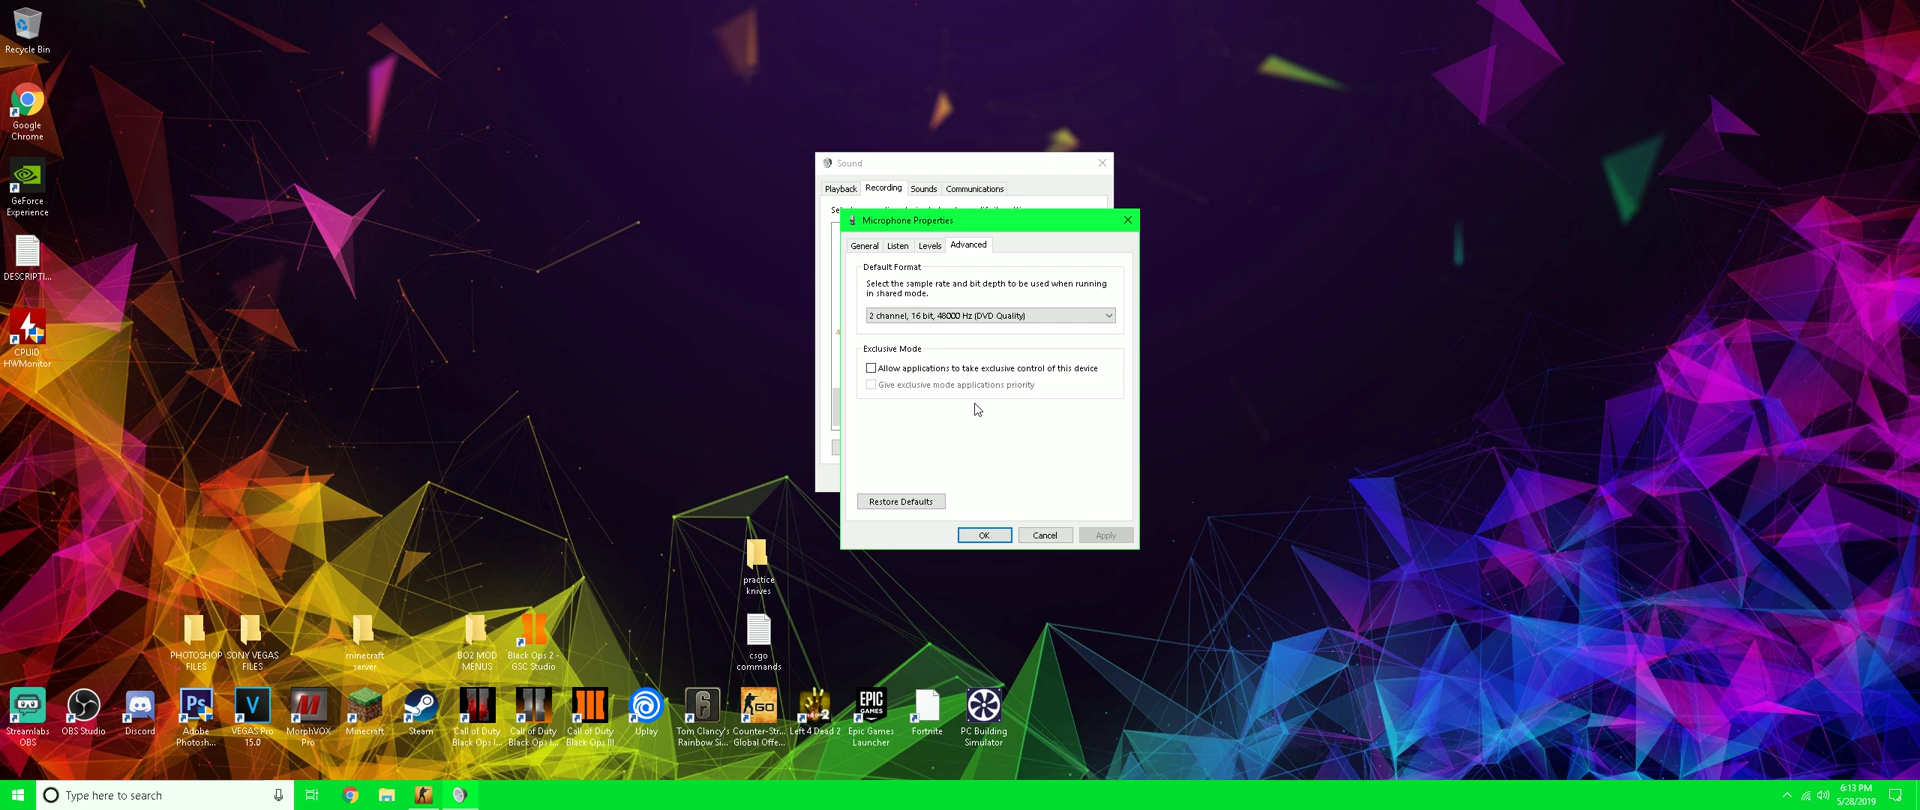 Recycle Bin
Google
Chrome
GeForce
Experience
DESCRIPTI...
CPUID
HWMonitor
Sound
Playback
Recording
Sounds
Communications
Microphone Properties
General
Listen
Levels
Advanced
Default Format
Select the sample rate and bit depth to be used when running
in shared mode.
2 channel, 16 bit, 48000 Hz (DVD Quality)
Exclusive Mode
Allow applications to take exclusive control of this device
Give exclusive mode applications priority
Restore Defaults
OK
Cancel
Apply
practice
knives
PHOTOSHOP
FILES
SONY VEGAS
FILES
minecraft
server
BO2 MOD
MENUS
Black Ops 2 -
GSC Studio
csgo
commands
Streamlabs
OBS
OBS Studio
Discord
Adobe
Photosh...
VEGAS Pro
15.0
MorphVOX
Pro
Minecraft
Steam
Call of Duty
Black Ops I...
Call of Duty
Black Ops I...
Call of Duty
Black Ops III
Uplay
Tom Clancy's
Rainbow Si...
Counter-Str...
Global Offe...
Left 4 Dead 2
EPIC
GAMES
Epic Games
Launcher
Fortnite
PC Building
Simulator
Type here to search
6:13 PM
5/28/2019